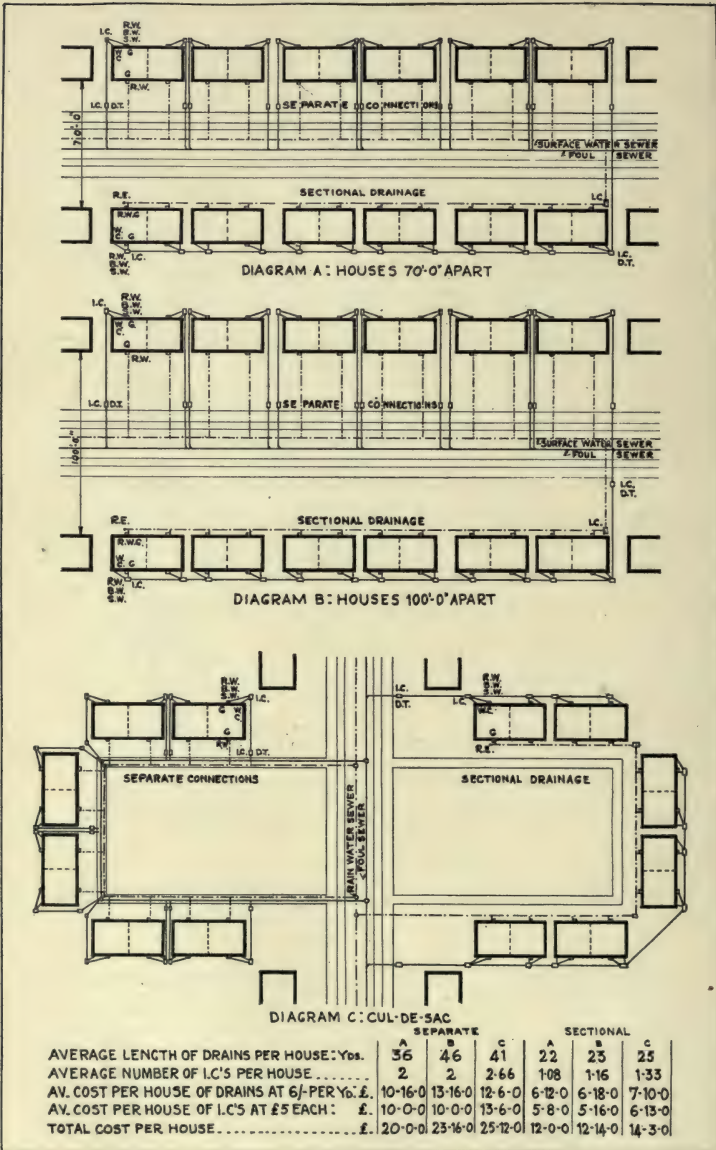 I.C.
R.W.
B.W.
S.W.
W.C.
G
G
R.W.
I.C. D.T.
SEPARATE CONNECTIONS
70'-0"
SURFACE WATER SEWER
FOUL SEWER
SECTIONAL DRAINAGE
R.E.
I.C.
R.W.G.
W.C. G
R.W.
B.W.
S.W.
I.C.
I.C.
D.T.
DIAGRAM A: HOUSES 70'-0" APART
I.C.
R.W.
B.W.
S.W.
W.C.
G
G
R.W.
I.C. D.T.
SEPARATE CONNECTIONS
100'-0"
SURFACE WATER SEWER
FOUL SEWER
I.C.
D.T.
R.E.
SECTIONAL DRAINAGE
I.C.
R.W.G.
W.C. G
R.W.
B.W.
S.W.
I.C.
DIAGRAM B: HOUSES 100'-0" APART
R.W.
B.W.
S.W.
I.C.
G
W.C.
G
R.W.
I.C. D.T.
SEPARATE CONNECTIONS
RAIN WATER SEWER
FOUL SEWER
I.C.
D.T.
R.W.
B.W.
S.W.
I.C.
W.C.
G
R.E.
SECTIONAL DRAINAGE
DIAGRAM C: CUL-DE-SAC
SEPARATE SECTIONAL
A B C A B C
AVERAGE LENGTH OF DRAINS PER HOUSE: YDS. 36 46 41 22 23 25
AVERAGE NUMBER OF I.C'S PER HOUSE ...... 2 2 2·66 1·08 1·16 1·33
AV. COST PER HOUSE OF DRAINS AT 6/- PER YD: £. 10-16-0 13-16-0 12-6-0 6-12-0 6-18-0 7-10-0
AV. COST PER HOUSE OF I.C'S AT £5 EACH: £. 10-0-0 10-0-0 13-6-0 5-8-0 5-16-0 6-13-0
TOTAL COST PER HOUSE .................. £. 20-0-0 23-16-0 25-12-0 12-0-0 12-14-0 14-3-0